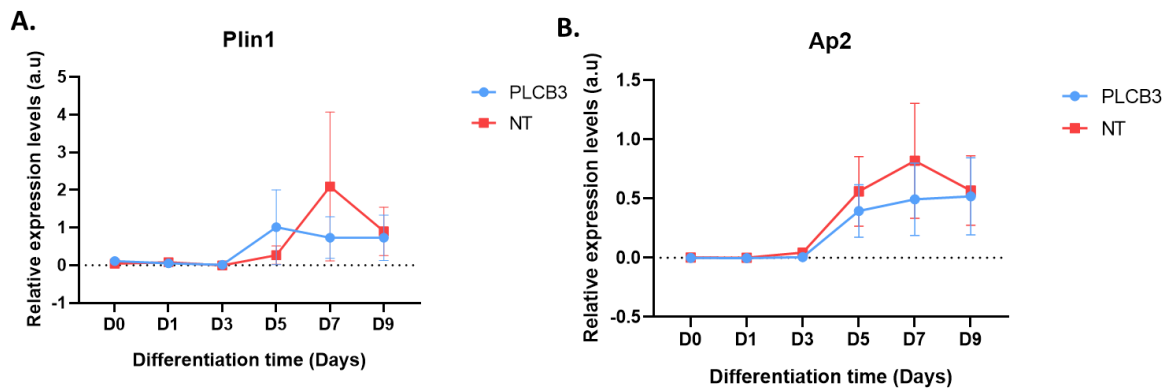 A.
Plin1
Relative expression levels (a.u)
5
4
3
2
1
0
-1
D0 D1 D3 D5 D7 D9
Differentiation time (Days)
PLCB3
NT
B.
Ap2
Relative expression levels (a.u)
1.5
1.0
0.5
0.0
-0.5
D0 D1 D3 D5 D7 D9
Differentiation time (Days)
PLCB3
NT